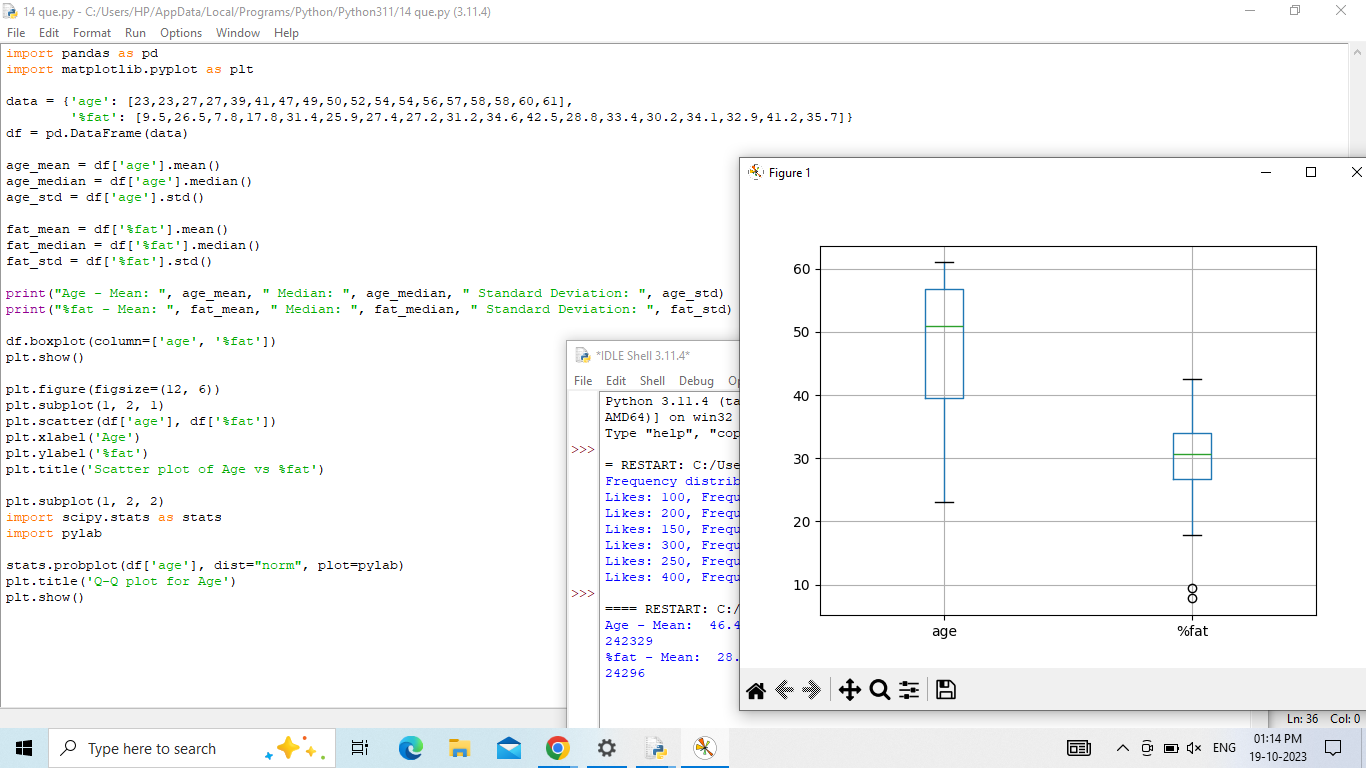 14 que.py - C:/Users/HP/AppData/Local/Programs/Python/Python311/14 que.py (3.11.4)
File Edit Format Run Options Window Help
import pandas as pd
import matplotlib.pyplot as plt
data = {'age': [23,23,27,27,39,41,47,49,50,52,54,54,56,57,58,58,60,61],
'%fat': [9.5,26.5,7.8,17.8,31.4,25.9,27.4,27.2,31.2,34.6,42.5,28.8,33.4,30.2,34.1,32.9,41.2,35.7]}
df = pd.DataFrame(data)
age_mean = df['age'].mean()
age_median = df['age'].median()
age_std = df['age'].std()
fat_mean = df['%fat'].mean()
fat_median = df['%fat'].median()
fat_std = df['%fat'].std()
print("Age - Mean: ", age_mean, " Median: ", age_median, " Standard Deviation: ", age_std)
print("%fat - Mean: ", fat_mean, " Median: ", fat_median, " Standard Deviation: ", fat_std)
df.boxplot(column=['age', '%fat'])
plt.show()
plt.figure(figsize=(12, 6))
plt.subplot(1, 2, 1)
plt.scatter(df['age'], df['%fat'])
plt.xlabel('Age')
plt.ylabel('%fat')
plt.title('Scatter plot of Age vs %fat')
plt.subplot(1, 2, 2)
import scipy.stats as stats
import pylab
stats.probplot(df['age'], dist="norm", plot=pylab)
plt.title('Q-Q plot for Age')
plt.show()
*IDLE Shell 3.11.4*
File Edit Shell Debug Op
Python 3.11.4 (ta
AMD64)] on win32
Type "help", "cop
>>>
= RESTART: C:/Use
Frequency distrib
Likes: 100, Frequ
Likes: 200, Frequ
Likes: 150, Frequ
Likes: 300, Frequ
Likes: 250, Frequ
Likes: 400, Frequ
>>>
==== RESTART: C:/
Age - Mean: 46.4
242329
%fat - Mean: 28.
24296
Figure 1
60
50
40
30
20
10
age %fat
Ln: 36 Col: 0
Type here to search
ENG
01:14 PM
19-10-2023